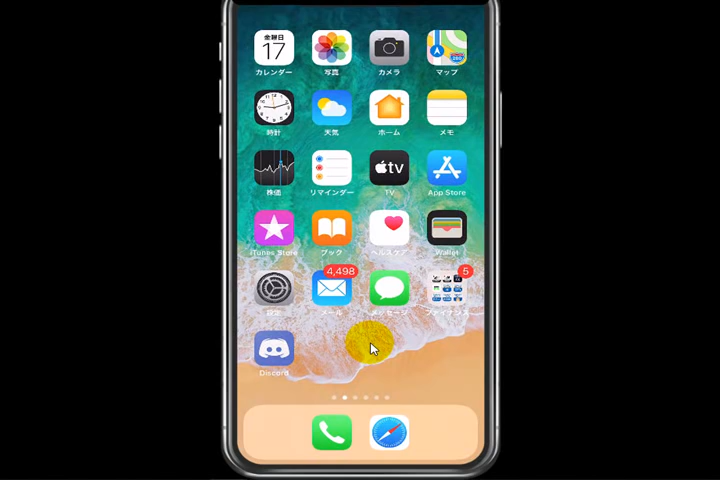 金曜日
17
カレンダー
写真
カメラ
マップ
280
時計
天気
ホーム
メモ
株価
リマインダー
tv
TV
App Store
iTunes Store
ブック
ヘルスケア
Wallet
4,498
5
設定
メール
メッセージ
ファイナンス
Discord